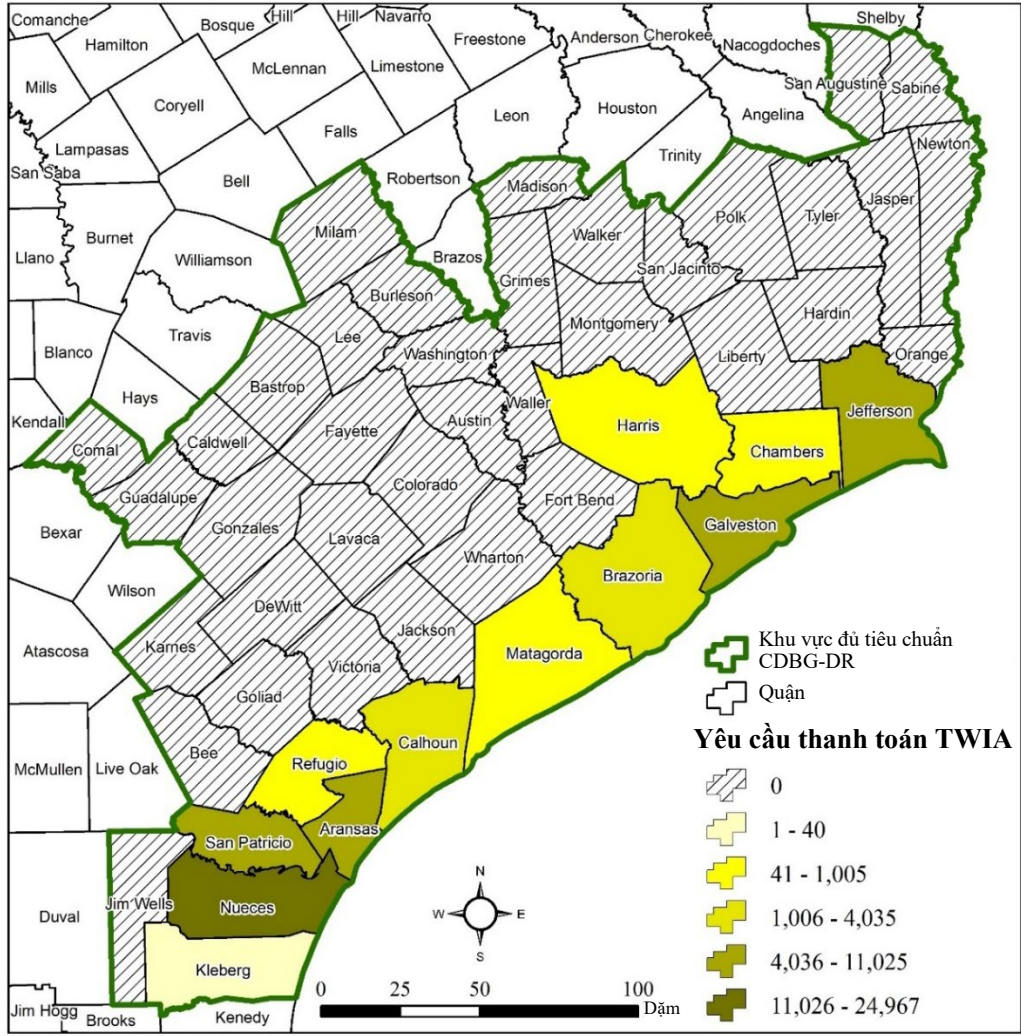 Comanche
Bosque
Hill
Hill
Navarro
Freestone
Anderson
Cherokee
Shelby
Hamilton
McLennan
Limestone
Nacogdoches
San Augustine
Sabine
Mills
Coryell
Leon
Houston
Angelina
Falls
Lampasas
Newton
San Saba
Bell
Robertson
Trinity
Madison
Jasper
Burnet
Milam
Walker
Polk
Tyler
Llano
Williamson
Brazos
San Jacinto
Grimes
Burleson
Hardin
Travis
Lee
Montgomery
Blanco
Washington
Liberty
Orange
Bastrop
Hays
Waller
Kendall
Austin
Jefferson
Caldwell
Fayette
Harris
Comal
Chambers
Guadalupe
Colorado
Fort Bend
Gonzales
Galveston
Bexar
Lavaca
Wharton
Brazoria
Wilson
DeWitt
Jackson
Karnes
Atascosa
Victoria
Matagorda
Goliad
Calhoun
Bee
Refugio
McMullen
Live Oak
Aransas
San Patricio
Jim Wells
Nueces
Duval
Kleberg
Jim Hogg
Brooks
Kenedy
Khu vực đủ tiêu chuẩn
CDBG-DR
Quận
Yêu cầu thanh toán TWIA
0
1 - 40
41 - 1,005
1,006 - 4,035
4,036 - 11,025
11,026 - 24,967
N
W
E
S
0 25 50 100 Dặm